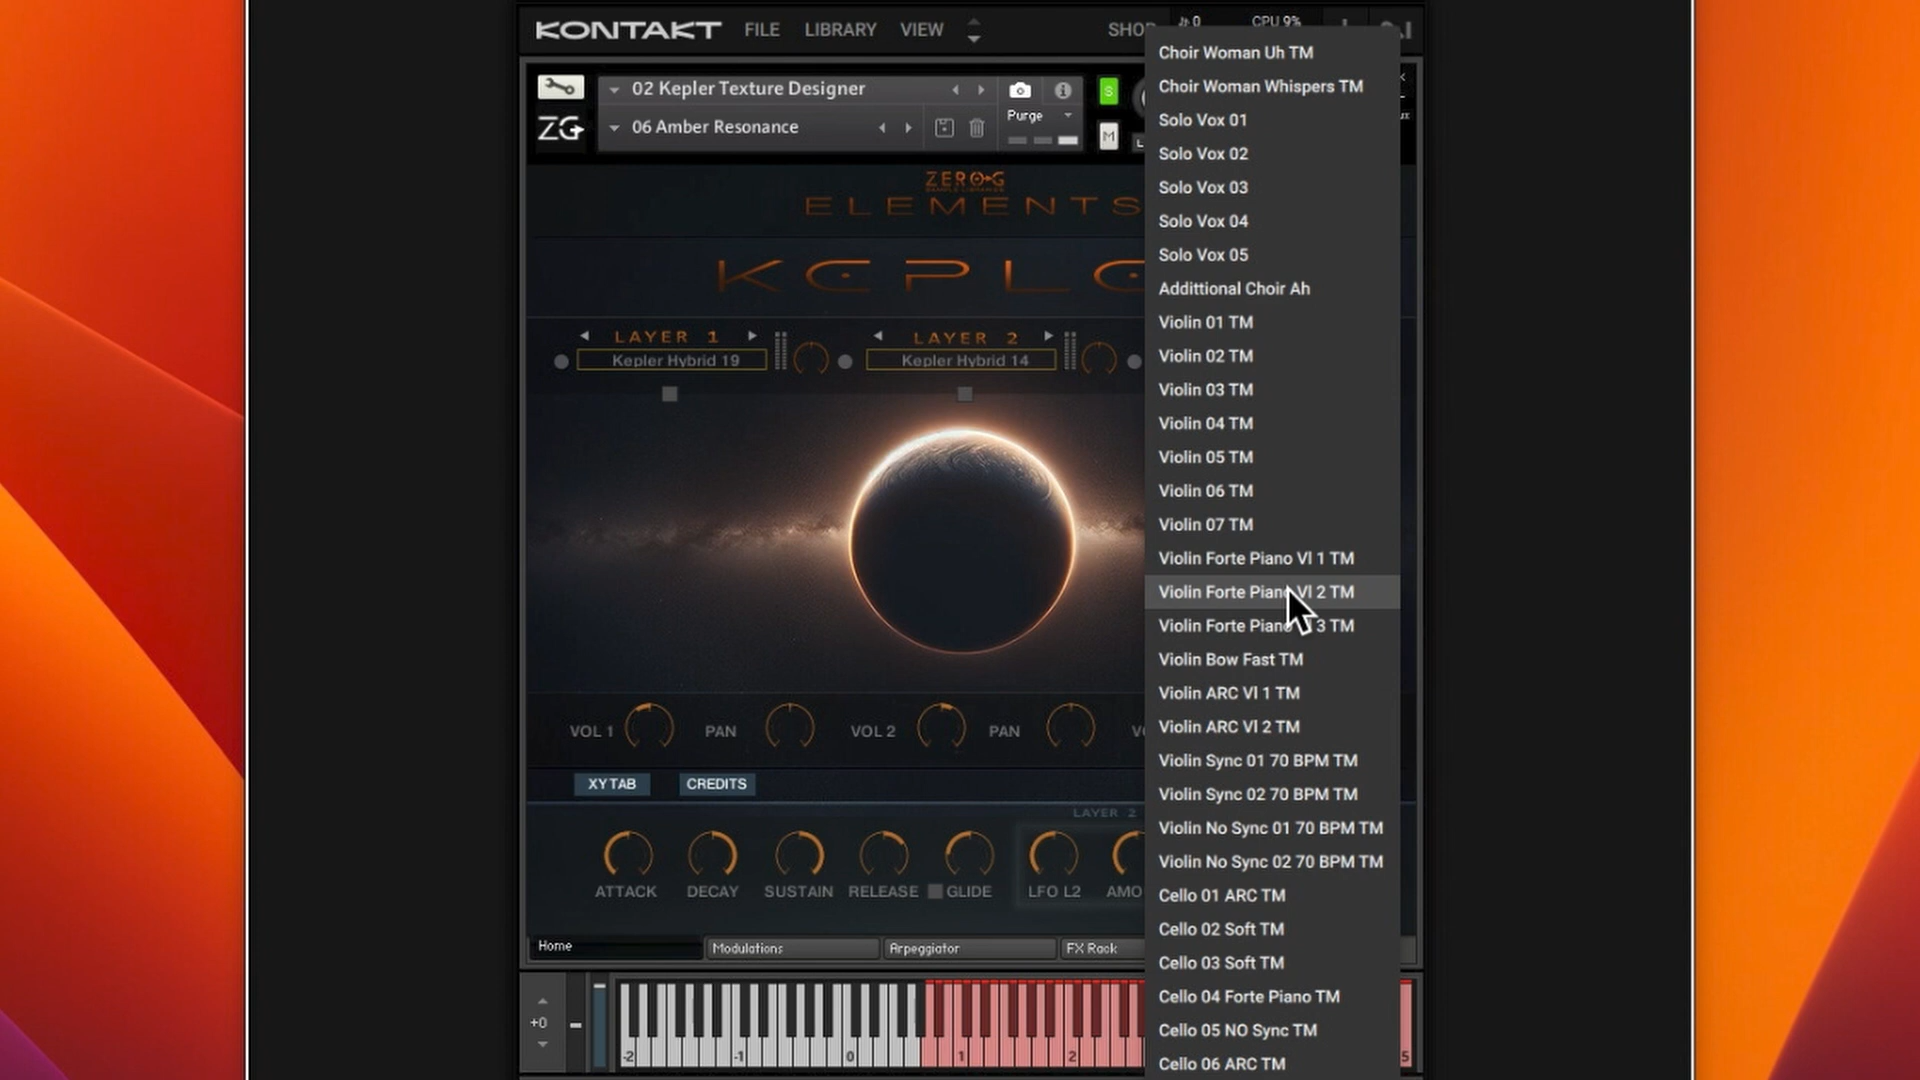 KONTAKT FILE LIBRARY VIEW
0 CPU 9%
02 Kepler Texture Designer
S
Purge
ZG 06 Amber Resonance
M
ZERO-G
ELEMENTS
LAYER 1 LAYER 2
Kepler Hybrid 19 Kepler Hybrid 14
VOL 1 PAN VOL 2 PAN
XY TAB CREDITS
LAYER 2
ATTACK DECAY SUSTAIN RELEASE GLIDE LFO L2
Home Modulations Arpeggiator FX Rack
+0
-2 -1 0 1 2 5
Choir Woman Uh TM
Choir Woman Whispers TM
Solo Vox 01
Solo Vox 02
Solo Vox 03
Solo Vox 04
Solo Vox 05
Addittional Choir Ah
Violin 01 TM
Violin 02 TM
Violin 03 TM
Violin 04 TM
Violin 05 TM
Violin 06 TM
Violin 07 TM
Violin Forte Piano Vl 1 TM
Violin Forte Piano Vl 2 TM
Violin Forte Piano 3 TM
Violin Bow Fast TM
Violin ARC Vl 1 TM
Violin ARC Vl 2 TM
Violin Sync 01 70 BPM TM
Violin Sync 02 70 BPM TM
Violin No Sync 01 70 BPM TM
Violin No Sync 02 70 BPM TM
Cello 01 ARC TM
Cello 02 Soft TM
Cello 03 Soft TM
Cello 04 Forte Piano TM
Cello 05 NO Sync TM
Cello 06 ARC TM